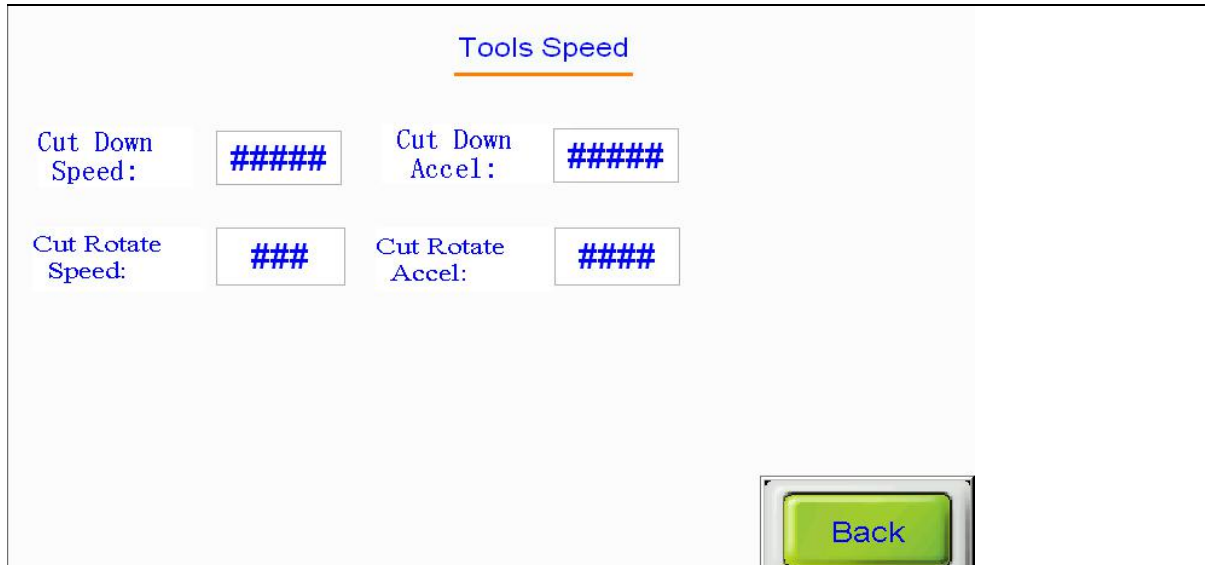 Tools Speed
Cut Down
Speed:
#####
Cut Down
Accel:
#####
Cut Rotate
Speed:
###
Cut Rotate
Accel:
####
Back